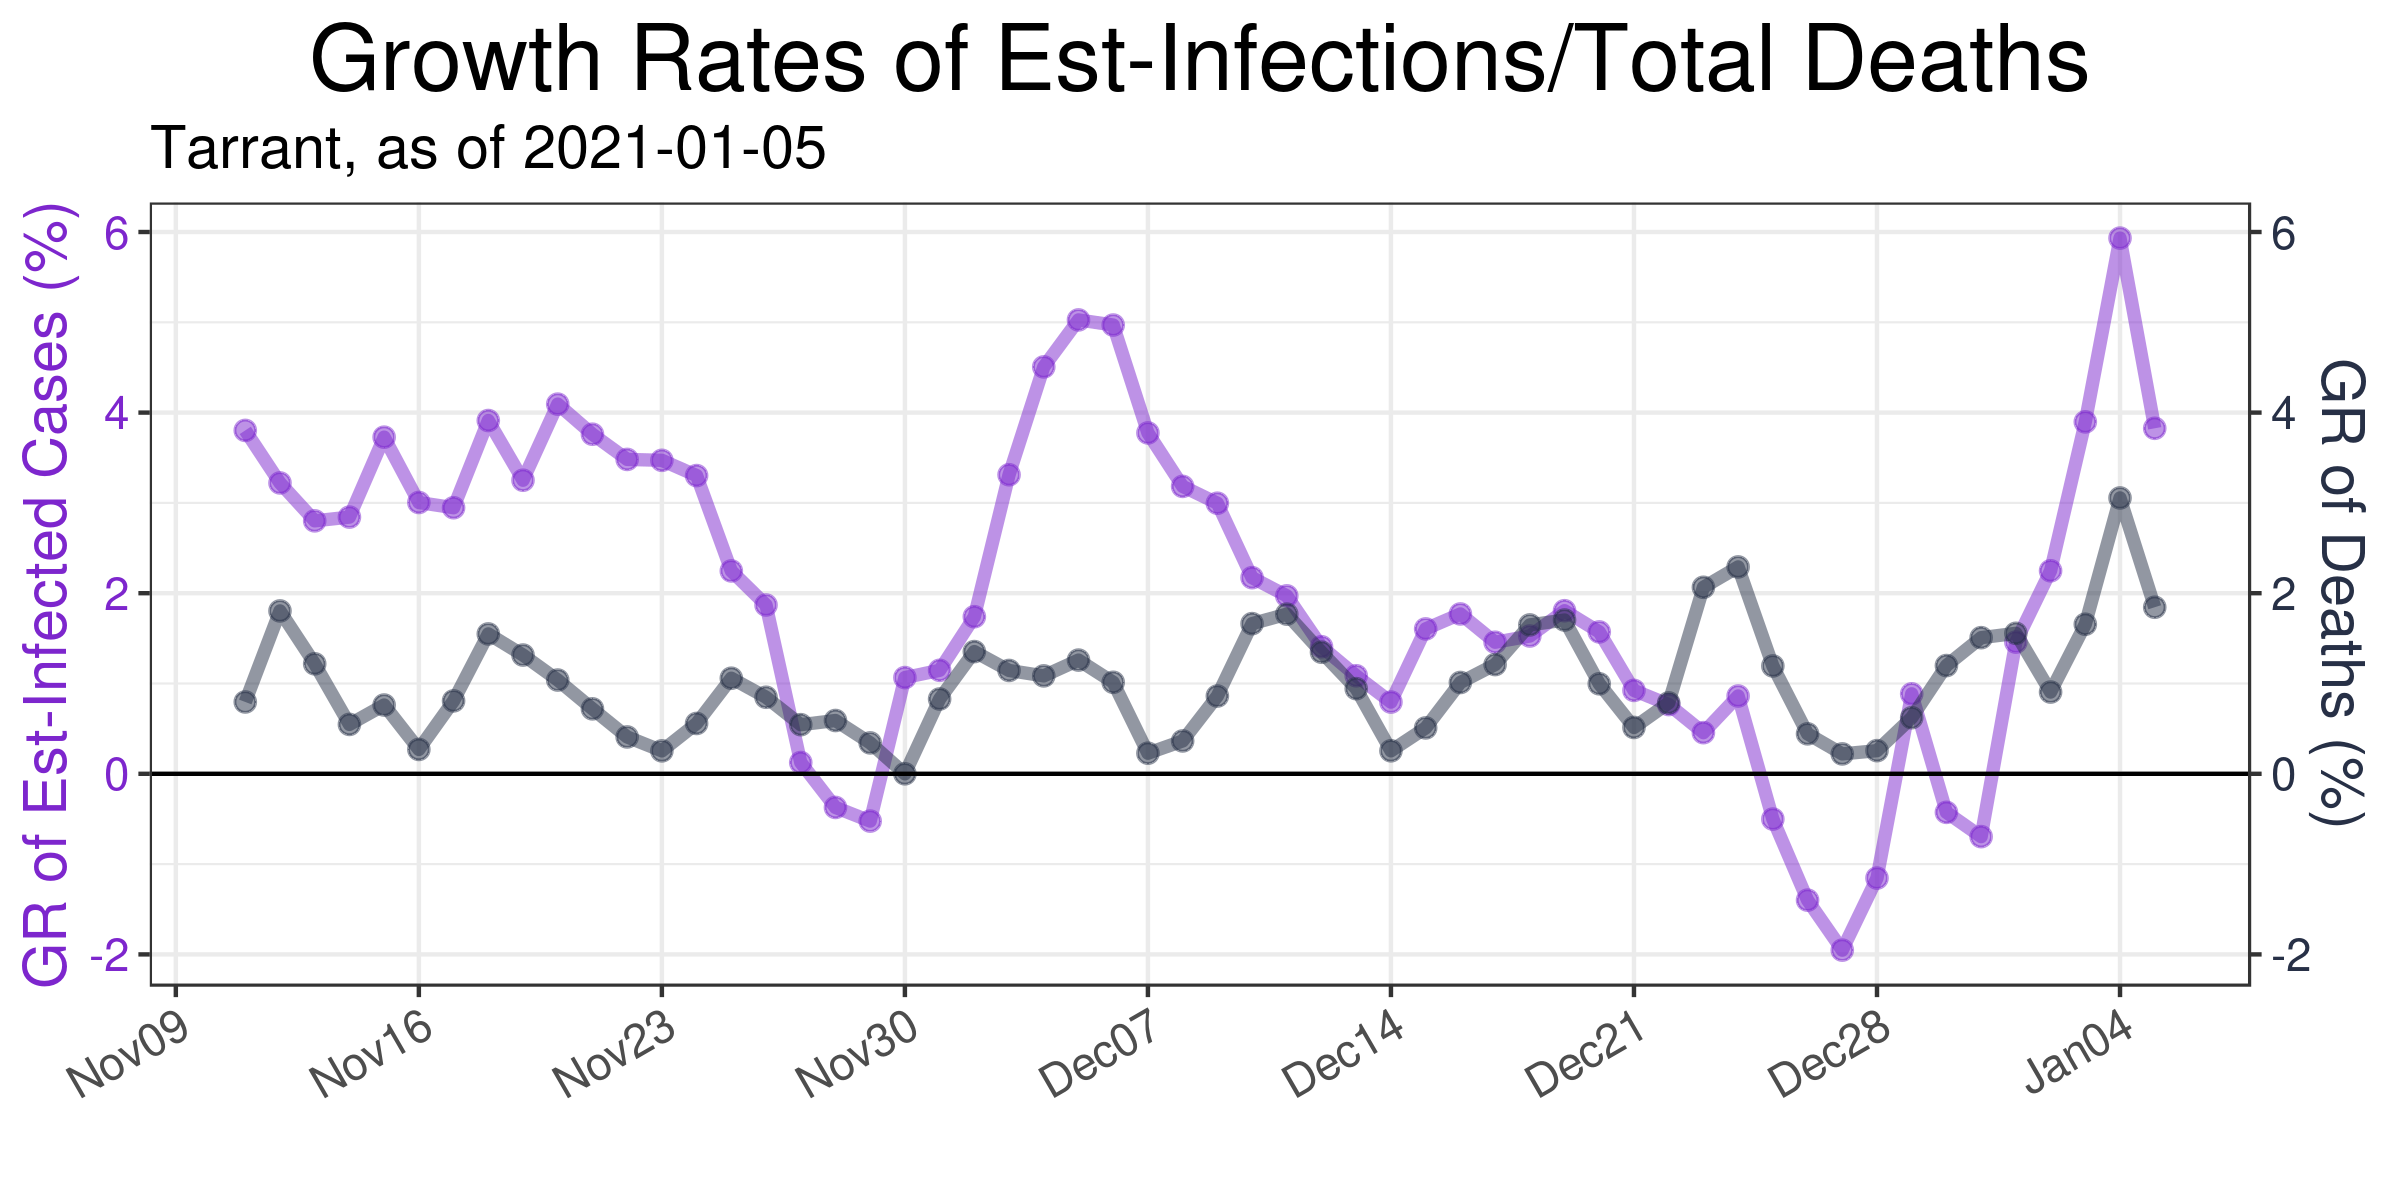 Growth Rates of Est-Infections/Total Deaths
Tarrant, as of 2021-01-05
GR of Est-Infected Cases (%)
6
4
2
0
-2
6
4
2
0
-2
GR of Deaths (%)
Nov09
Nov16
Nov23
Nov30
Dec07
Dec14
Dec21
Dec28
Jan04